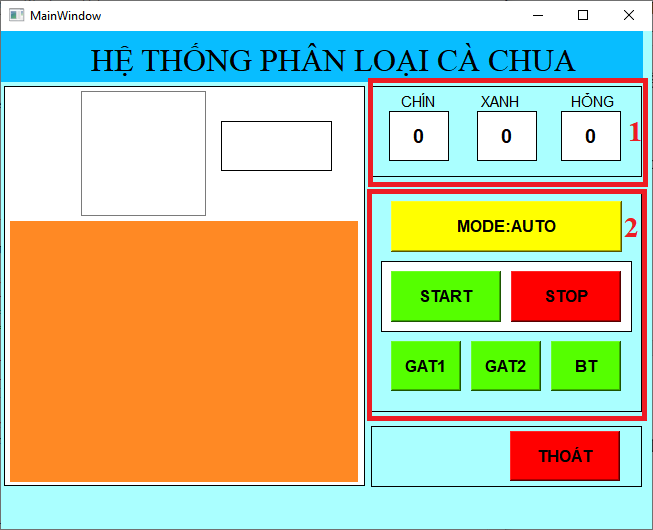 MainWindow
HỆ THỐNG PHÂN LOẠI CÀ CHUA
CHÍN XANH HỎNG
0 0 0 1
MODE:AUTO 2
START STOP
GAT1 GAT2 BT
THOÁT